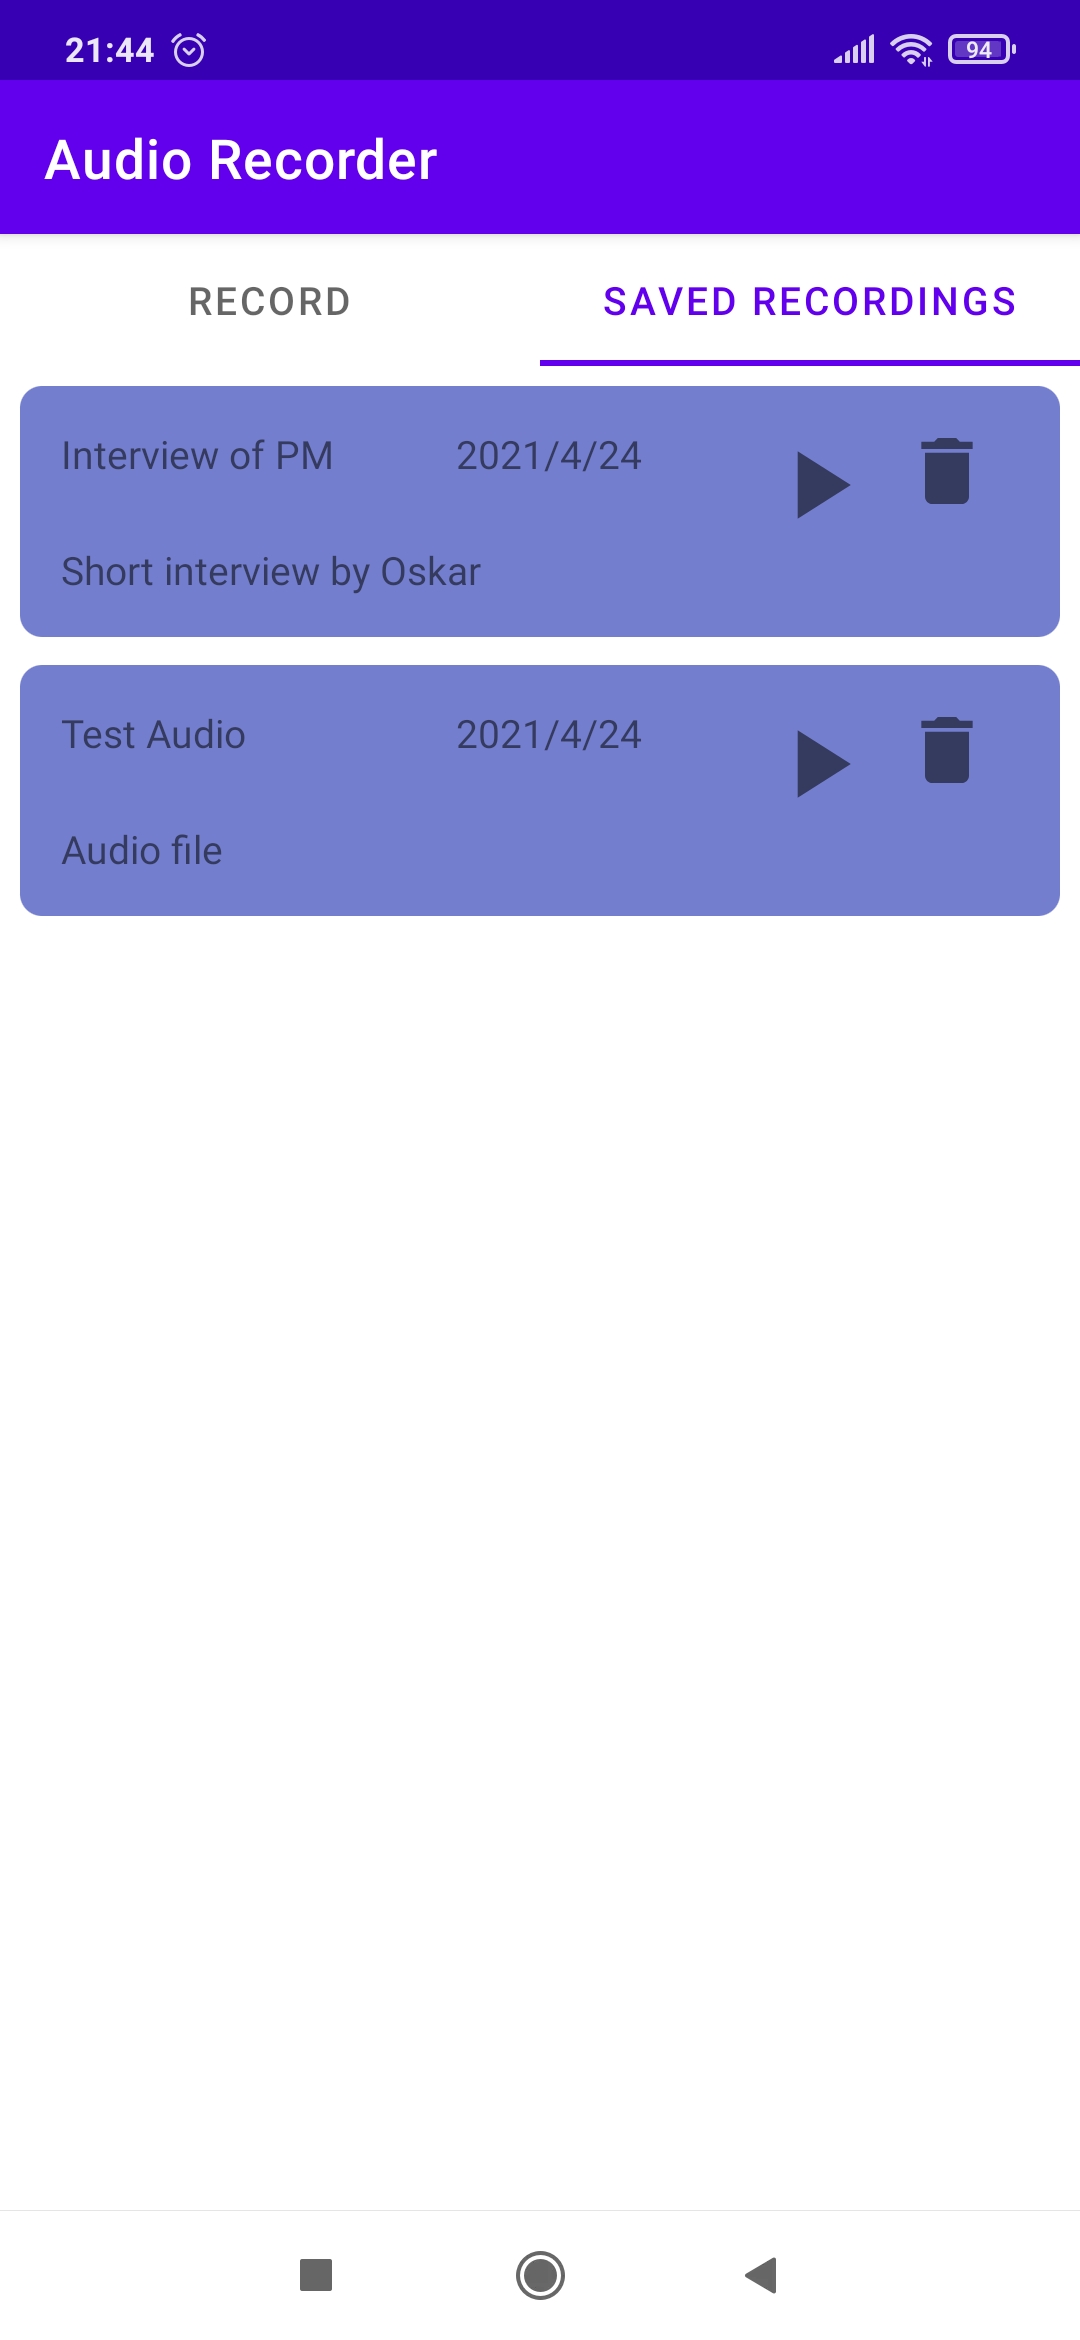 21:44 94
Audio Recorder
RECORD SAVED RECORDINGS
Interview of PM 2021/4/24
Short interview by Oskar
Test Audio 2021/4/24
Audio file